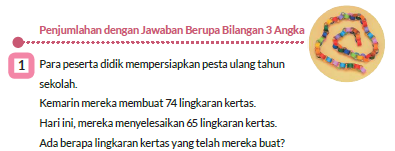 Penjumlahan dengan Jawaban Berupa Bilangan 3 Angka
1 Para peserta didik mempersiapkan pesta ulang tahun
sekolah.
Kemarin mereka membuat 74 lingkaran kertas.
Hari ini, mereka menyelesaikan 65 lingkaran kertas.
Ada berapa lingkaran kertas yang telah mereka buat?